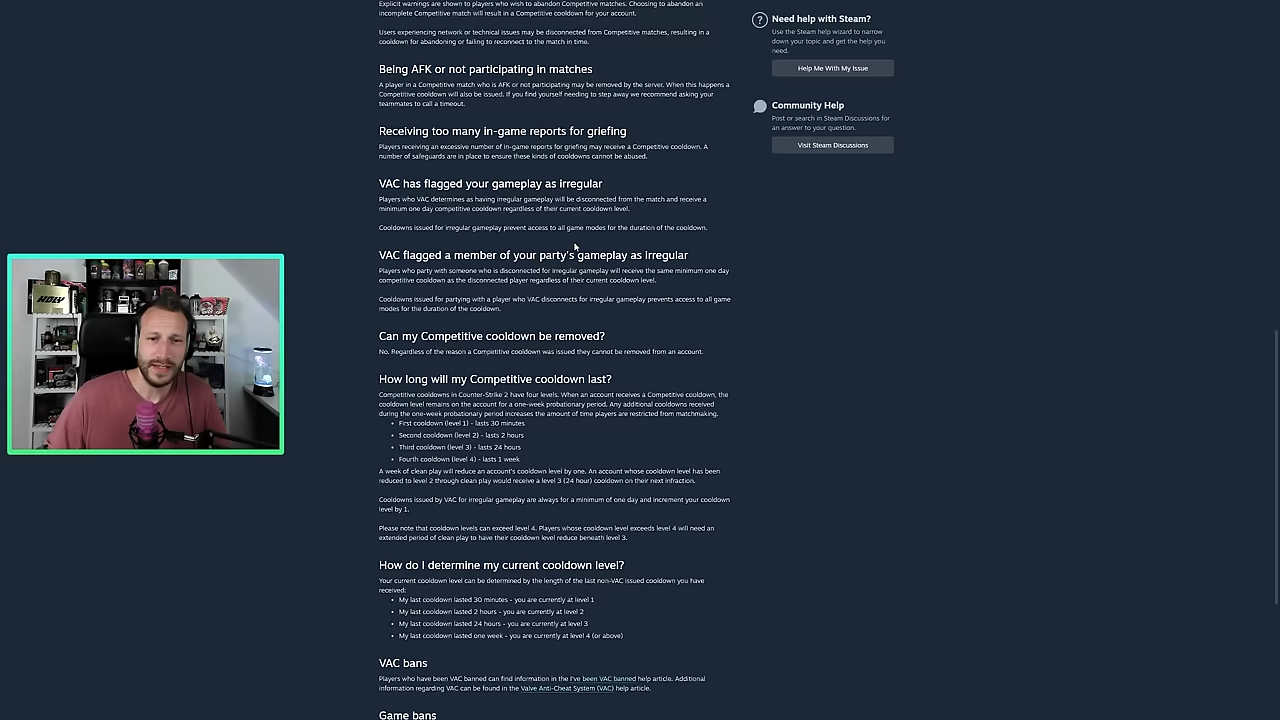 Explicit warnings are shown to players who wish to abandon Competitive matches. Choosing to abandon an
incomplete Competitive match will result in a Competitive cooldown for your account.
Users experiencing network or technical issues may be disconnected from Competitive matches, resulting in a
cooldown for abandoning or failing to reconnect to the match in time.
Being AFK or not participating in matches
A player in a Competitive match who is AFK or not participating may be removed by the server. When this happens a
Competitive cooldown will also be issued. If you find yourself needing to step away we recommend asking your
teammates to call a timeout.
Receiving too many in-game reports for griefing
Players receiving an excessive number of in-game reports for griefing may receive a Competitive cooldown. A
number of safeguards are in place to ensure these kinds of cooldowns cannot be abused.
VAC has flagged your gameplay as irregular
Players who VAC determines as having irregular gameplay will be disconnected from the match and receive a
minimum one day competitive cooldown regardless of their current cooldown level.
Cooldowns issued for irregular gameplay prevent access to all game modes for the duration of the cooldown.
VAC flagged a member of your party's gameplay as irregular
Players who party with someone who is disconnected for irregular gameplay will receive the same minimum one day
competitive cooldown as the disconnected player regardless of their current cooldown level.
Cooldowns issued for partying with a player who VAC disconnects for irregular gameplay prevents access to all game
modes for the duration of the cooldown.
Can my Competitive cooldown be removed?
No. Regardless of the reason a Competitive cooldown was issued they cannot be removed from an account.
How long will my Competitive cooldown last?
Competitive cooldowns in Counter-Strike 2 have four levels. When an account receives a Competitive cooldown, the
cooldown level remains on the account for a one-week probationary period. Any additional cooldowns received
during the one-week probationary period increases the amount of time players are restricted from matchmaking.
• First cooldown (level 1) - lasts 30 minutes
• Second cooldown (level 2) - lasts 2 hours
• Third cooldown (level 3) - lasts 24 hours
• Fourth cooldown (level 4) - lasts 1 week
A week of clean play will reduce an account's cooldown level by one. An account whose cooldown level has been
reduced to level 2 through clean play would receive a level 3 (24 hour) cooldown on their next infraction.
Cooldowns issued by VAC for irregular gameplay are always for a minimum of one day and increment your cooldown
level by 1.
Please note that cooldown levels can exceed level 4. Players whose cooldown level exceeds level 4 will need an
extended period of clean play to have their cooldown level reduce beneath level 3.
How do I determine my current cooldown level?
Your current cooldown level can be determined by the length of the last non-VAC issued cooldown you have
received:
• My last cooldown lasted 30 minutes - you are currently at level 1
• My last cooldown lasted 2 hours - you are currently at level 2
• My last cooldown lasted 24 hours - you are currently at level 3
• My last cooldown lasted one week - you are currently at level 4 (or above)
VAC bans
Players who have been VAC banned can find information in the I've been VAC banned help article. Additional
information regarding VAC can be found in the Valve Anti-Cheat System (VAC) help article.
Game bans
Need help with Steam?
Use the Steam help wizard to narrow
down your topic and get the help you
need.
Help Me With My Issue
Community Help
Post or search in Steam Discussions for
an answer to your question.
Visit Steam Discussions
HOLY